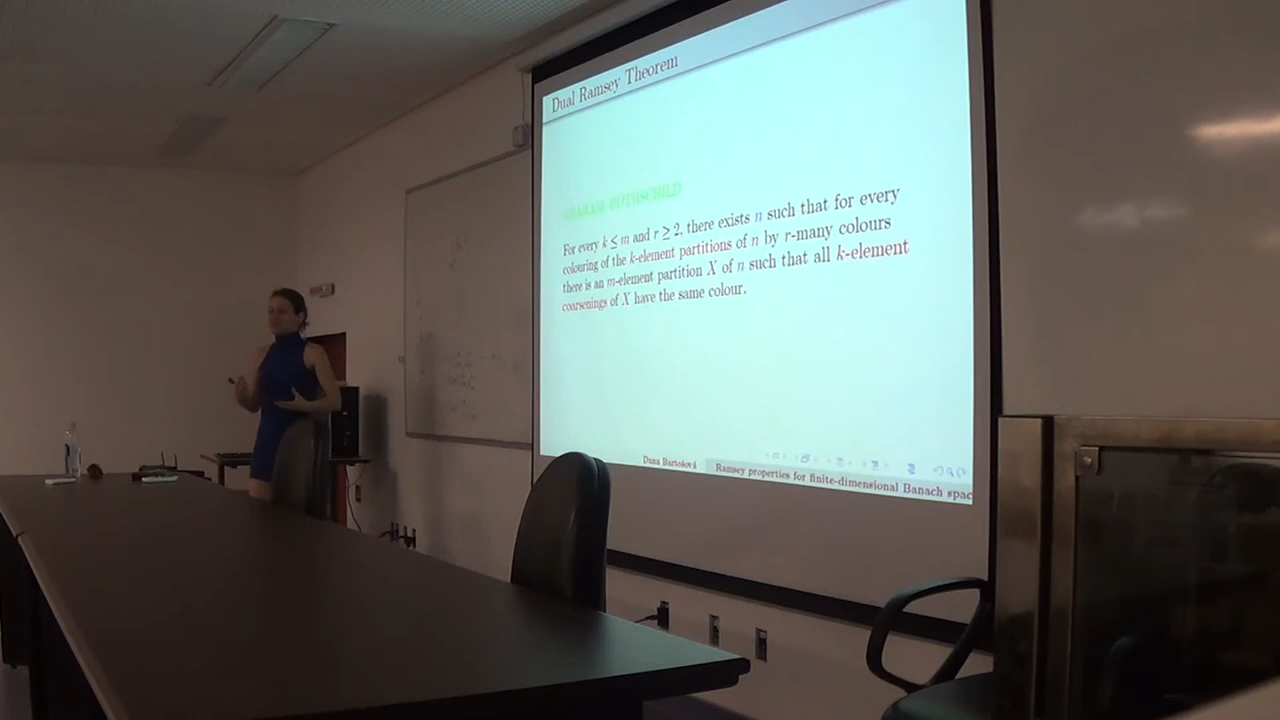 Dual Ramsey Theorem
GRAHAM-ROTHSCHILD
For every k ≤ m and r ≥ 2, there exists n such that for every
colouring of the k-element partitions of n by r-many colours
there is an m-element partition X of n such that all k-element
coarsenings of X have the same colour.
Dana Bartošová
Ramsey properties for finite-dimensional Banach spac